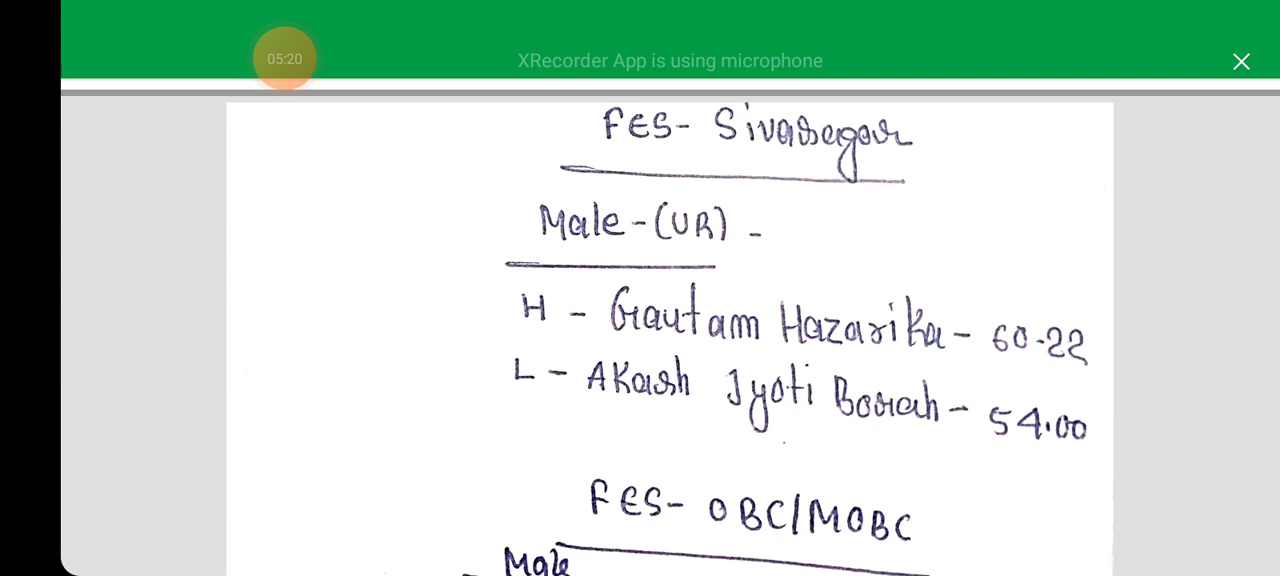 05:20
XRecorder App is using microphone
FES- Sivasagar
Male-(UR) -
H - Gautam Hazarika - 60.22
L - Akash Jyoti Borah - 54.00
FES- OBC/MOBC
Male